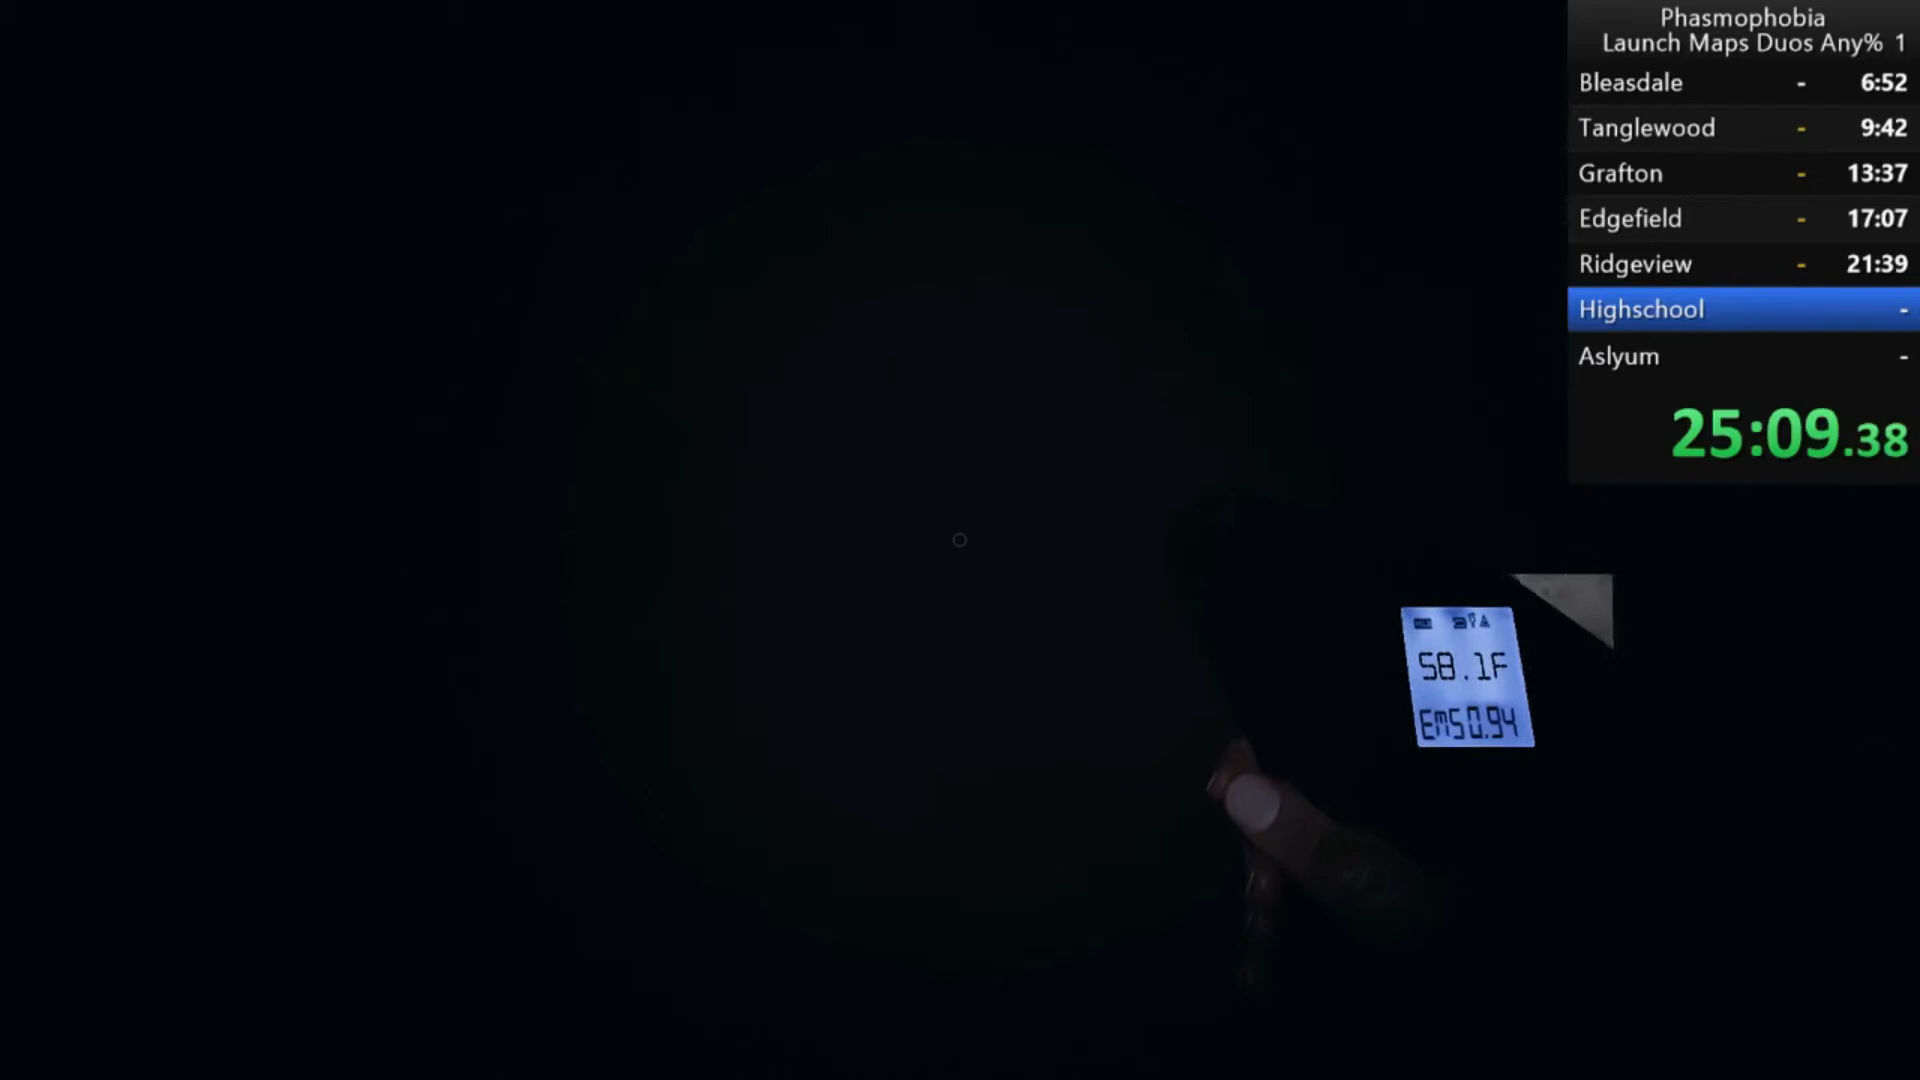 Phasmophobia
Launch Maps Duos Any% 1
Bleasdale - 6:52
Tanglewood - 9:42
Grafton - 13:37
Edgefield - 17:07
Ridgeview - 21:39
Highschool -
Aslyum -
25:09.38
58.1F
Em50.94